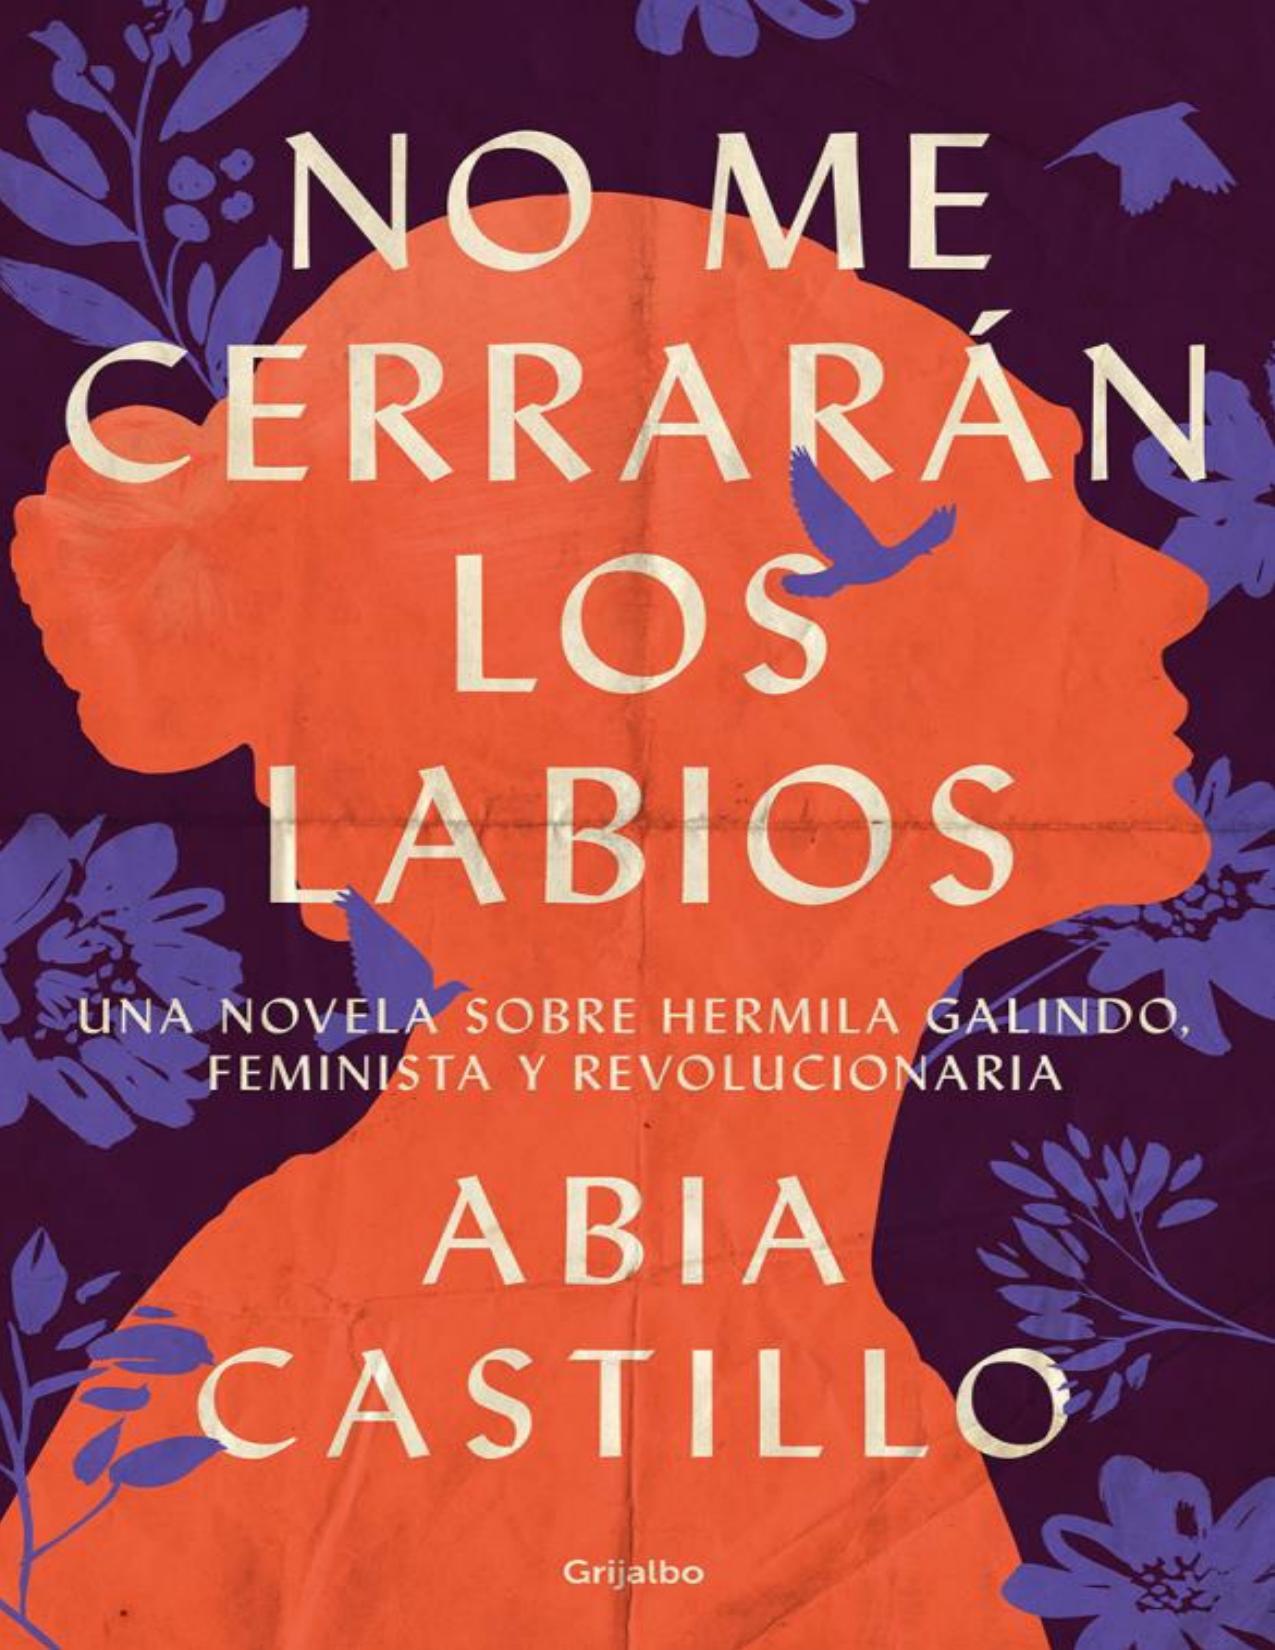 NO ME
CERRARÁN
LOS
LABIOS
UNA NOVELA SOBRE HERMILA GALINDO,
FEMINISTA Y REVOLUCIONARIA
ABIA
CASTILLO
Grijalbo